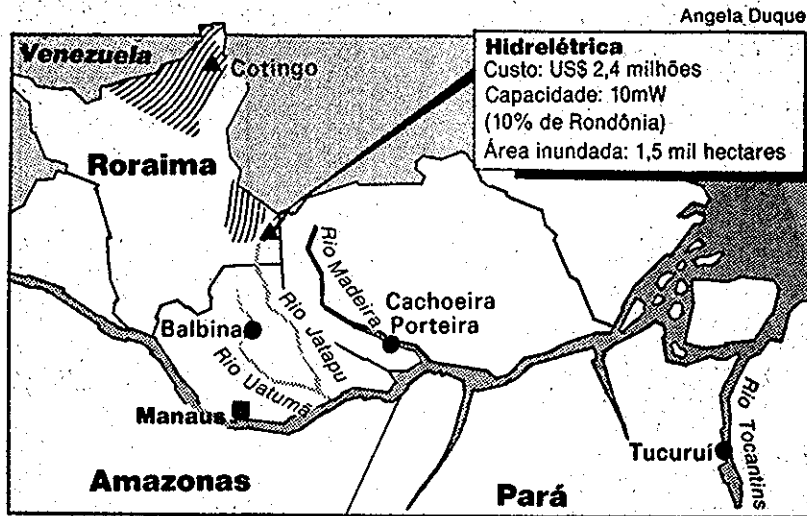 Angela Duque
Hidrelétrica
Custo: US$ 2,4 milhões
Capacidade: 10mW
(10% de Rondônia)
Área inundada: 1,5 mil hectares
Venezuela
Cotingo
Roraima
Rio Madeira
Cachoeira
Porteira
Rio Jatapu
Balbina
Rio Uatumã
Manaus
Rio Tocantins
Tucuruí
Amazonas
Pará